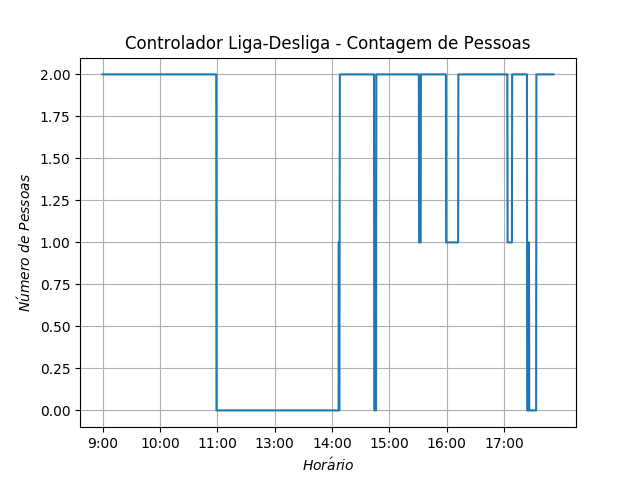 Controlador Liga-Desliga - Contagem de Pessoas
2.00
1.75
1.50
1.25
1.00
0.75
0.50
0.25
0.00
Número de Pessoas
9:00 10:00 11:00 13:00 14:00 15:00 16:00 17:00
Horário